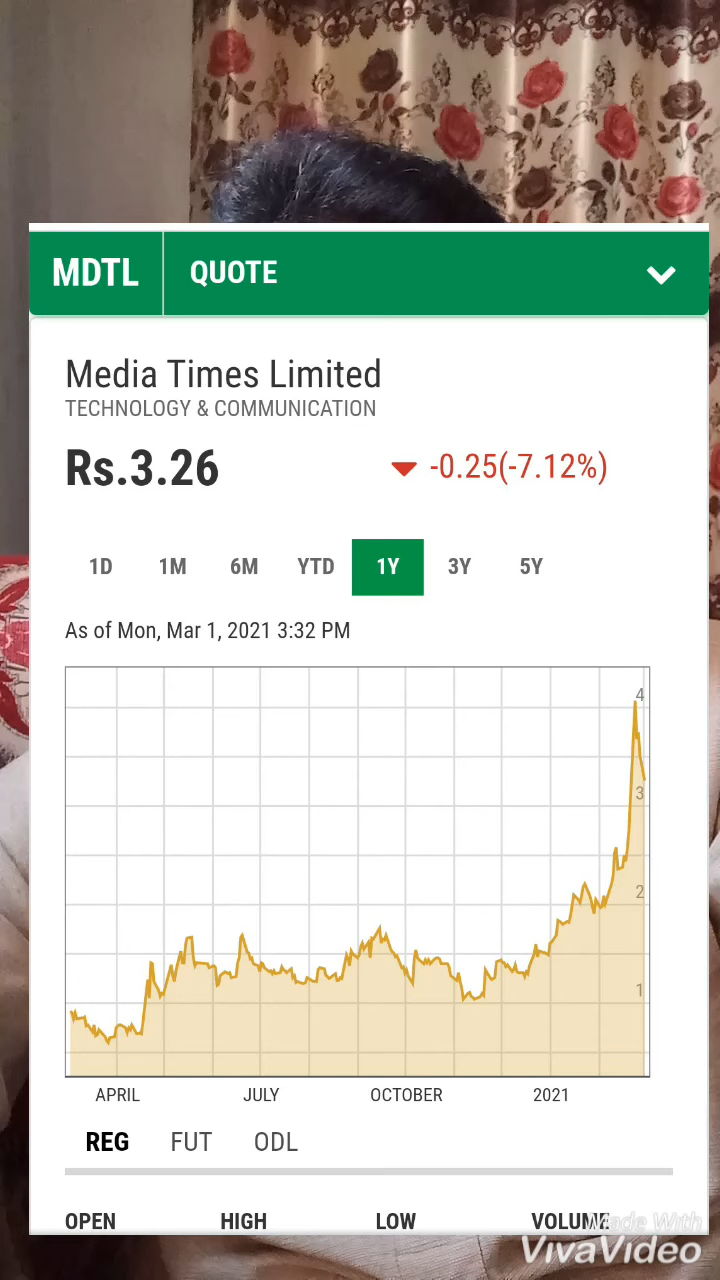 MDTL QUOTE
Media Times Limited
TECHNOLOGY & COMMUNICATION
Rs.3.26 -0.25(-7.12%)
1D 1M 6M YTD 1Y 3Y 5Y
As of Mon, Mar 1, 2021 3:32 PM
4
3
2
1
APRIL JULY OCTOBER 2021
REG FUT ODL
OPEN HIGH LOW VOLUME
Made With
VivaVideo